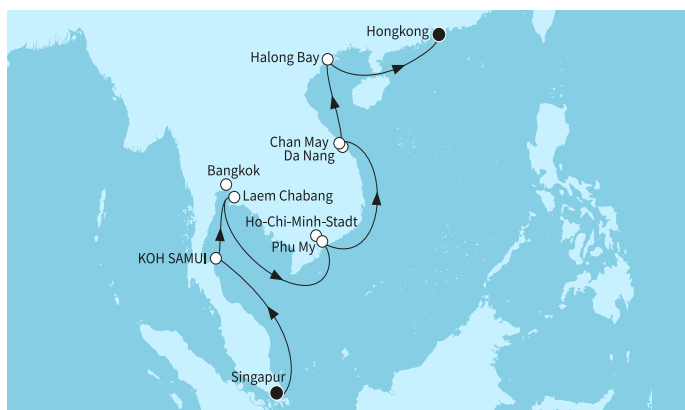 Hongkong
Halong Bay
Chan May
Da Nang
Bangkok
Laem Chabang
Ho-Chi-Minh-Stadt
Phu My
KOH SAMUI
Singapur